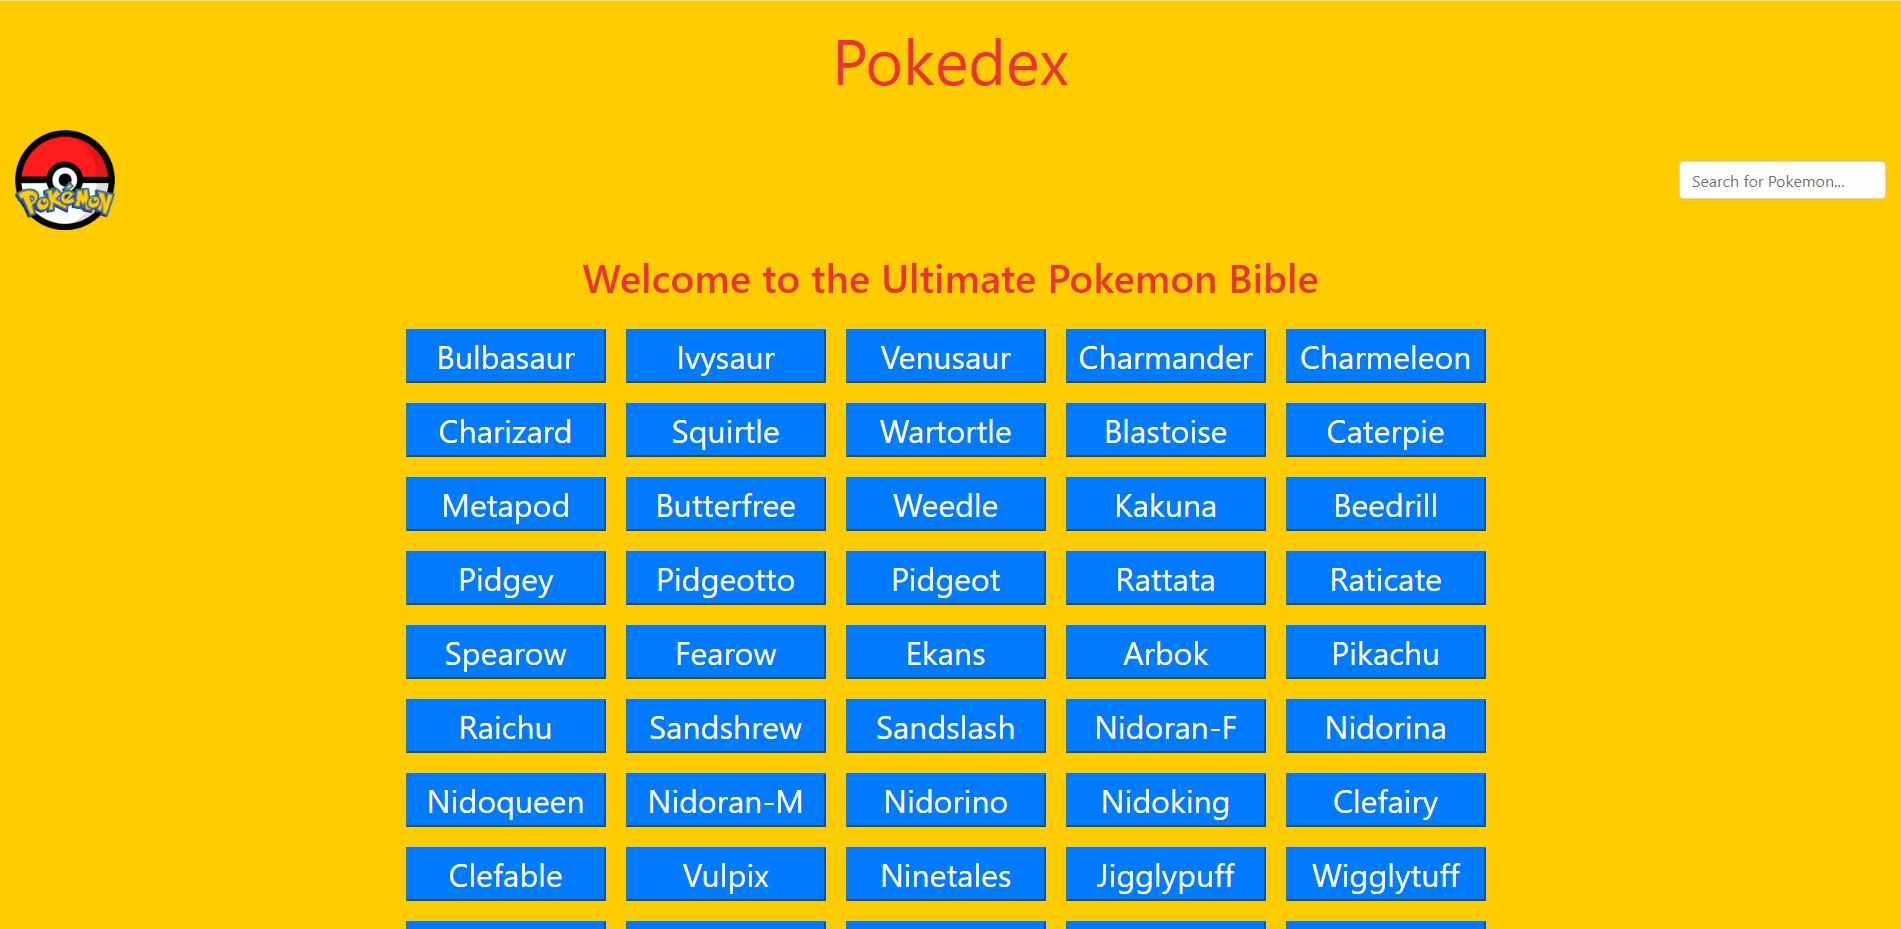 Pokedex
Pokémon
Search for Pokemon...
Welcome to the Ultimate Pokemon Bible
Bulbasaur Ivysaur Venusaur Charmander Charmeleon
Charizard Squirtle Wartortle Blastoise Caterpie
Metapod Butterfree Weedle Kakuna Beedrill
Pidgey Pidgeotto Pidgeot Rattata Raticate
Spearow Fearow Ekans Arbok Pikachu
Raichu Sandshrew Sandslash Nidoran-F Nidorina
Nidoqueen Nidoran-M Nidorino Nidoking Clefairy
Clefable Vulpix Ninetales Jigglypuff Wigglytuff